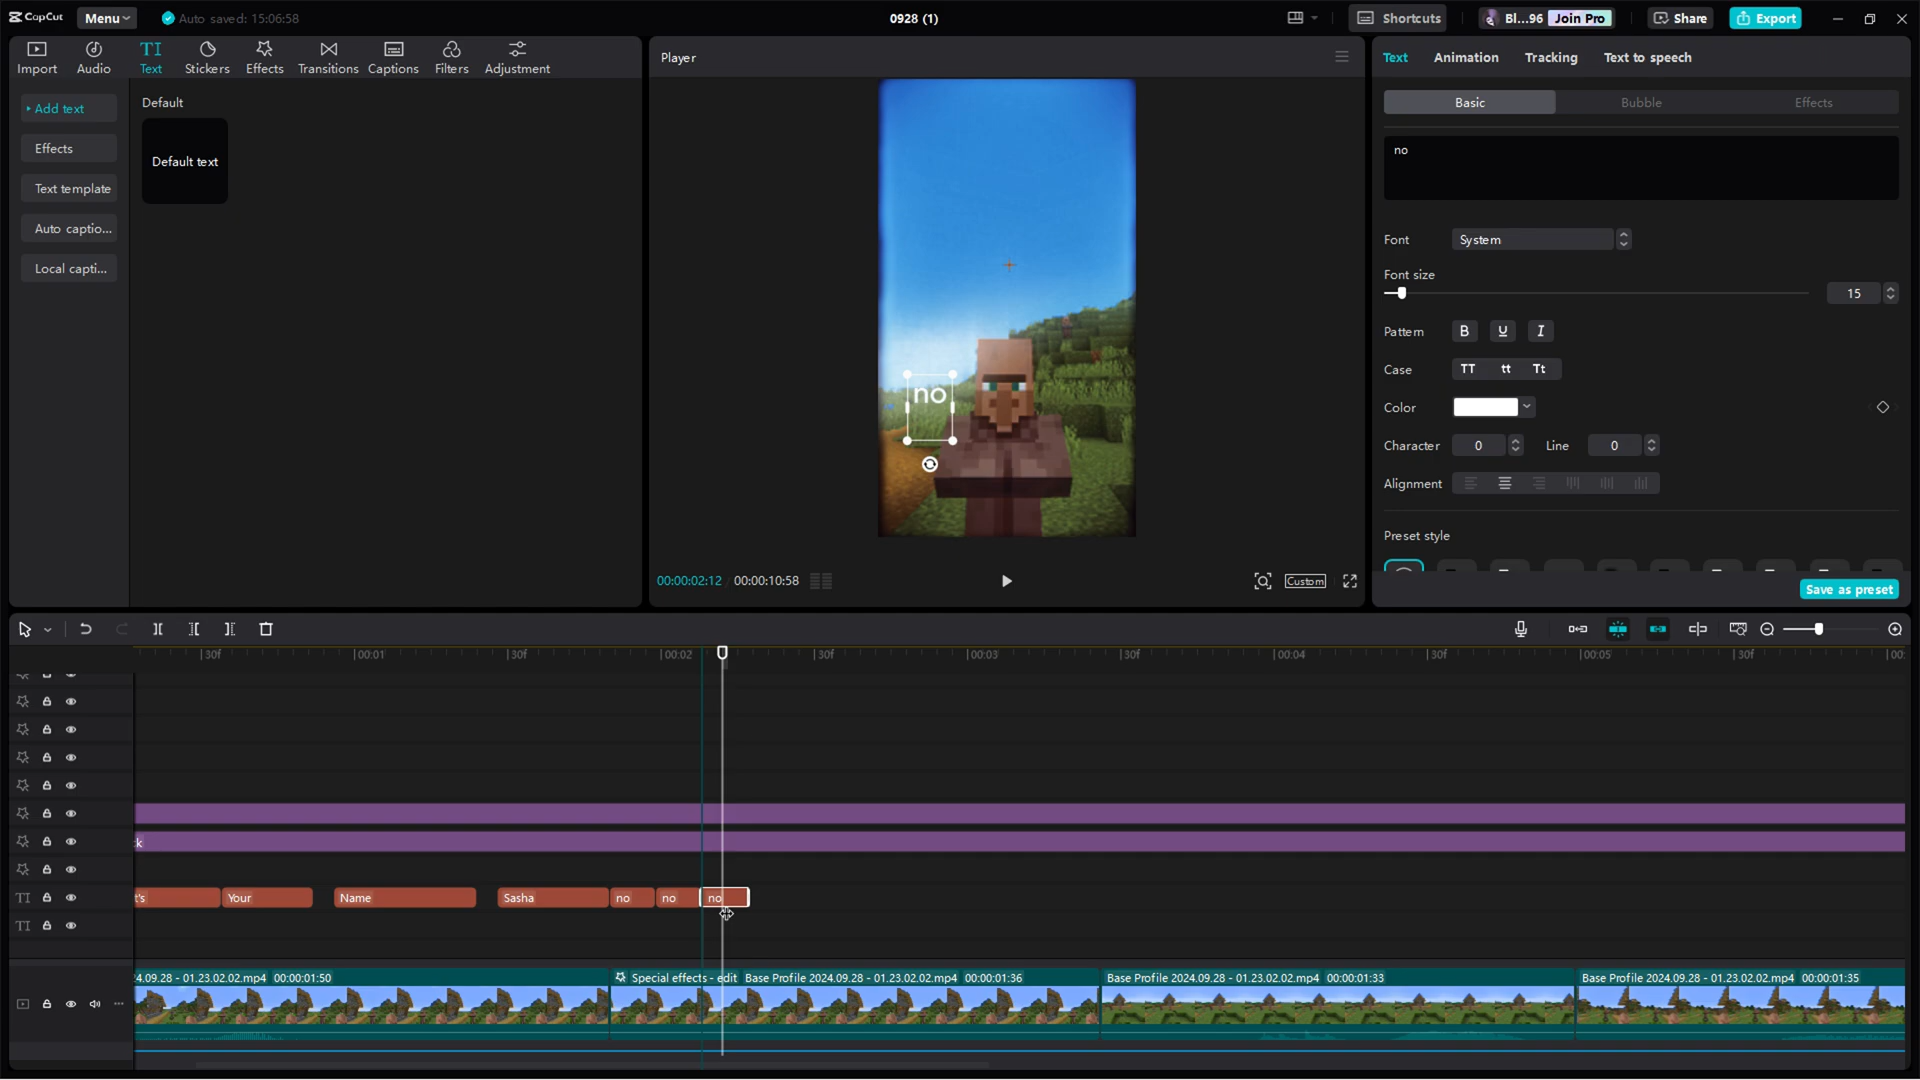 CapCut
Menu
Auto saved: 15:06:58
0928 (1)
Shortcuts
Bl...96
Join Pro
Share
Export
Import
Audio
TI
Text
Stickers
Effects
Transitions
Captions
Filters
Adjustment
Add text
Effects
Text template
Auto captio...
Local capti...
Default
Default text
Player
no
00:00:02:12
00:00:10:58
Custom
Text
Animation
Tracking
Text to speech
Basic
Bubble
Effects
no
Font
System
Font size
15
Pattern
B U I
Case
TT tt Tt
Color
Character
0
Line
0
Alignment
Preset style
Save as preset
30f
00:01
30f
00:02
30f
00:03
30f
00:04
30f
00:05
30f
00:
k
TI
t's
Your
Name
Sasha
no
no
no
TI
4.09.28 - 01.23.02.02.mp4 00:00:01:50
Special effects - edit Base Profile 2024.09.28 - 01.23.02.02.mp4 00:00:01:36
Base Profile 2024.09.28 - 01.23.02.02.mp4 00:00:01:33
Base Profile 2024.09.28 - 01.23.02.02.mp4 00:00:01:35